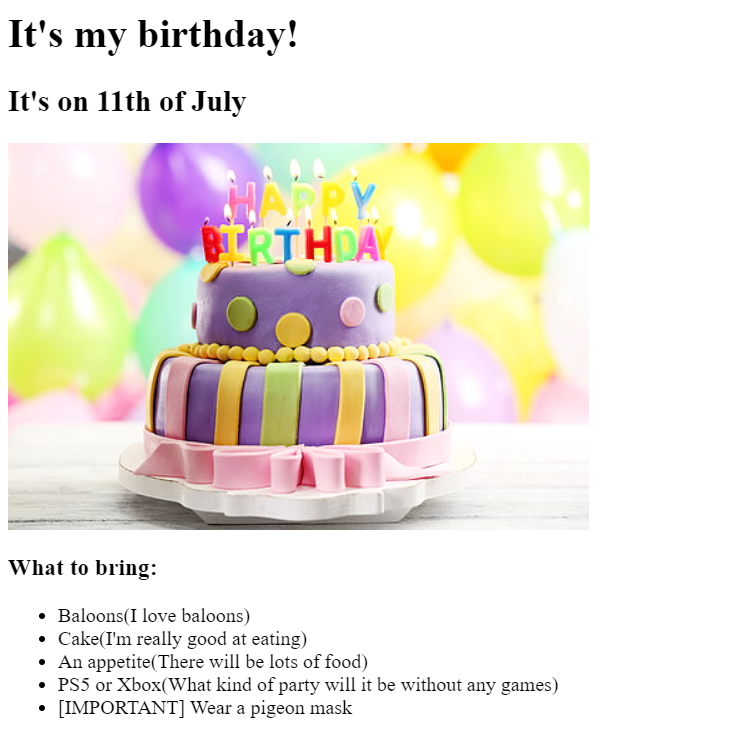 It's my birthday!
It's on 11th of July
HAPPY
BIRTHDAY
What to bring:
Baloons(I love baloons)
Cake(I'm really good at eating)
An appetite(There will be lots of food)
PS5 or Xbox(What kind of party will it be without any games)
[IMPORTANT] Wear a pigeon mask